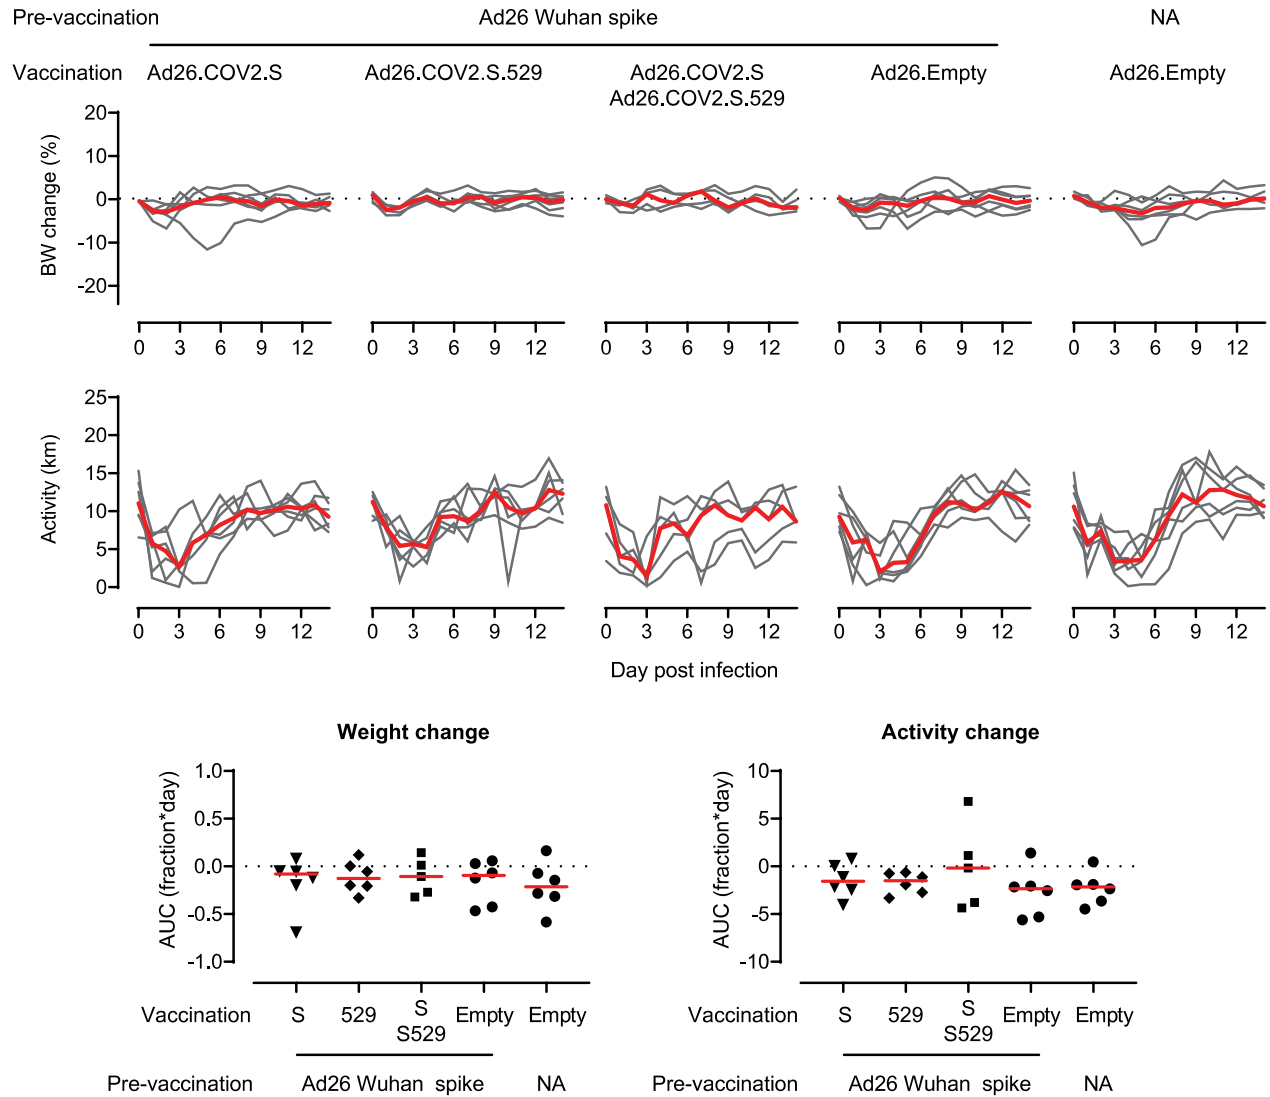 Pre-vaccination Ad26 Wuhan spike NA
Vaccination Ad26.COV2.S Ad26.COV2.S.529 Ad26.COV2.S Ad26.Empty Ad26.Empty
Ad26.COV2.S.529
BW change (%)
20
10
0
-10
-20
0 3 6 9 12 0 3 6 9 12 0 3 6 9 12 0 3 6 9 12 0 3 6 9 12
Activity (km)
25
20
15
10
5
0
0 3 6 9 12 0 3 6 9 12 0 3 6 9 12 0 3 6 9 12 0 3 6 9 12
Day post infection
Weight change
AUC (fraction*day)
1.0
0.5
0.0
-0.5
-1.0
Vaccination S 529 S Empty Empty
S529
Pre-vaccination Ad26 Wuhan spike NA
Activity change
AUC (fraction*day)
10
5
0
-5
-10
Vaccination S 529 S Empty Empty
S529
Pre-vaccination Ad26 Wuhan spike NA